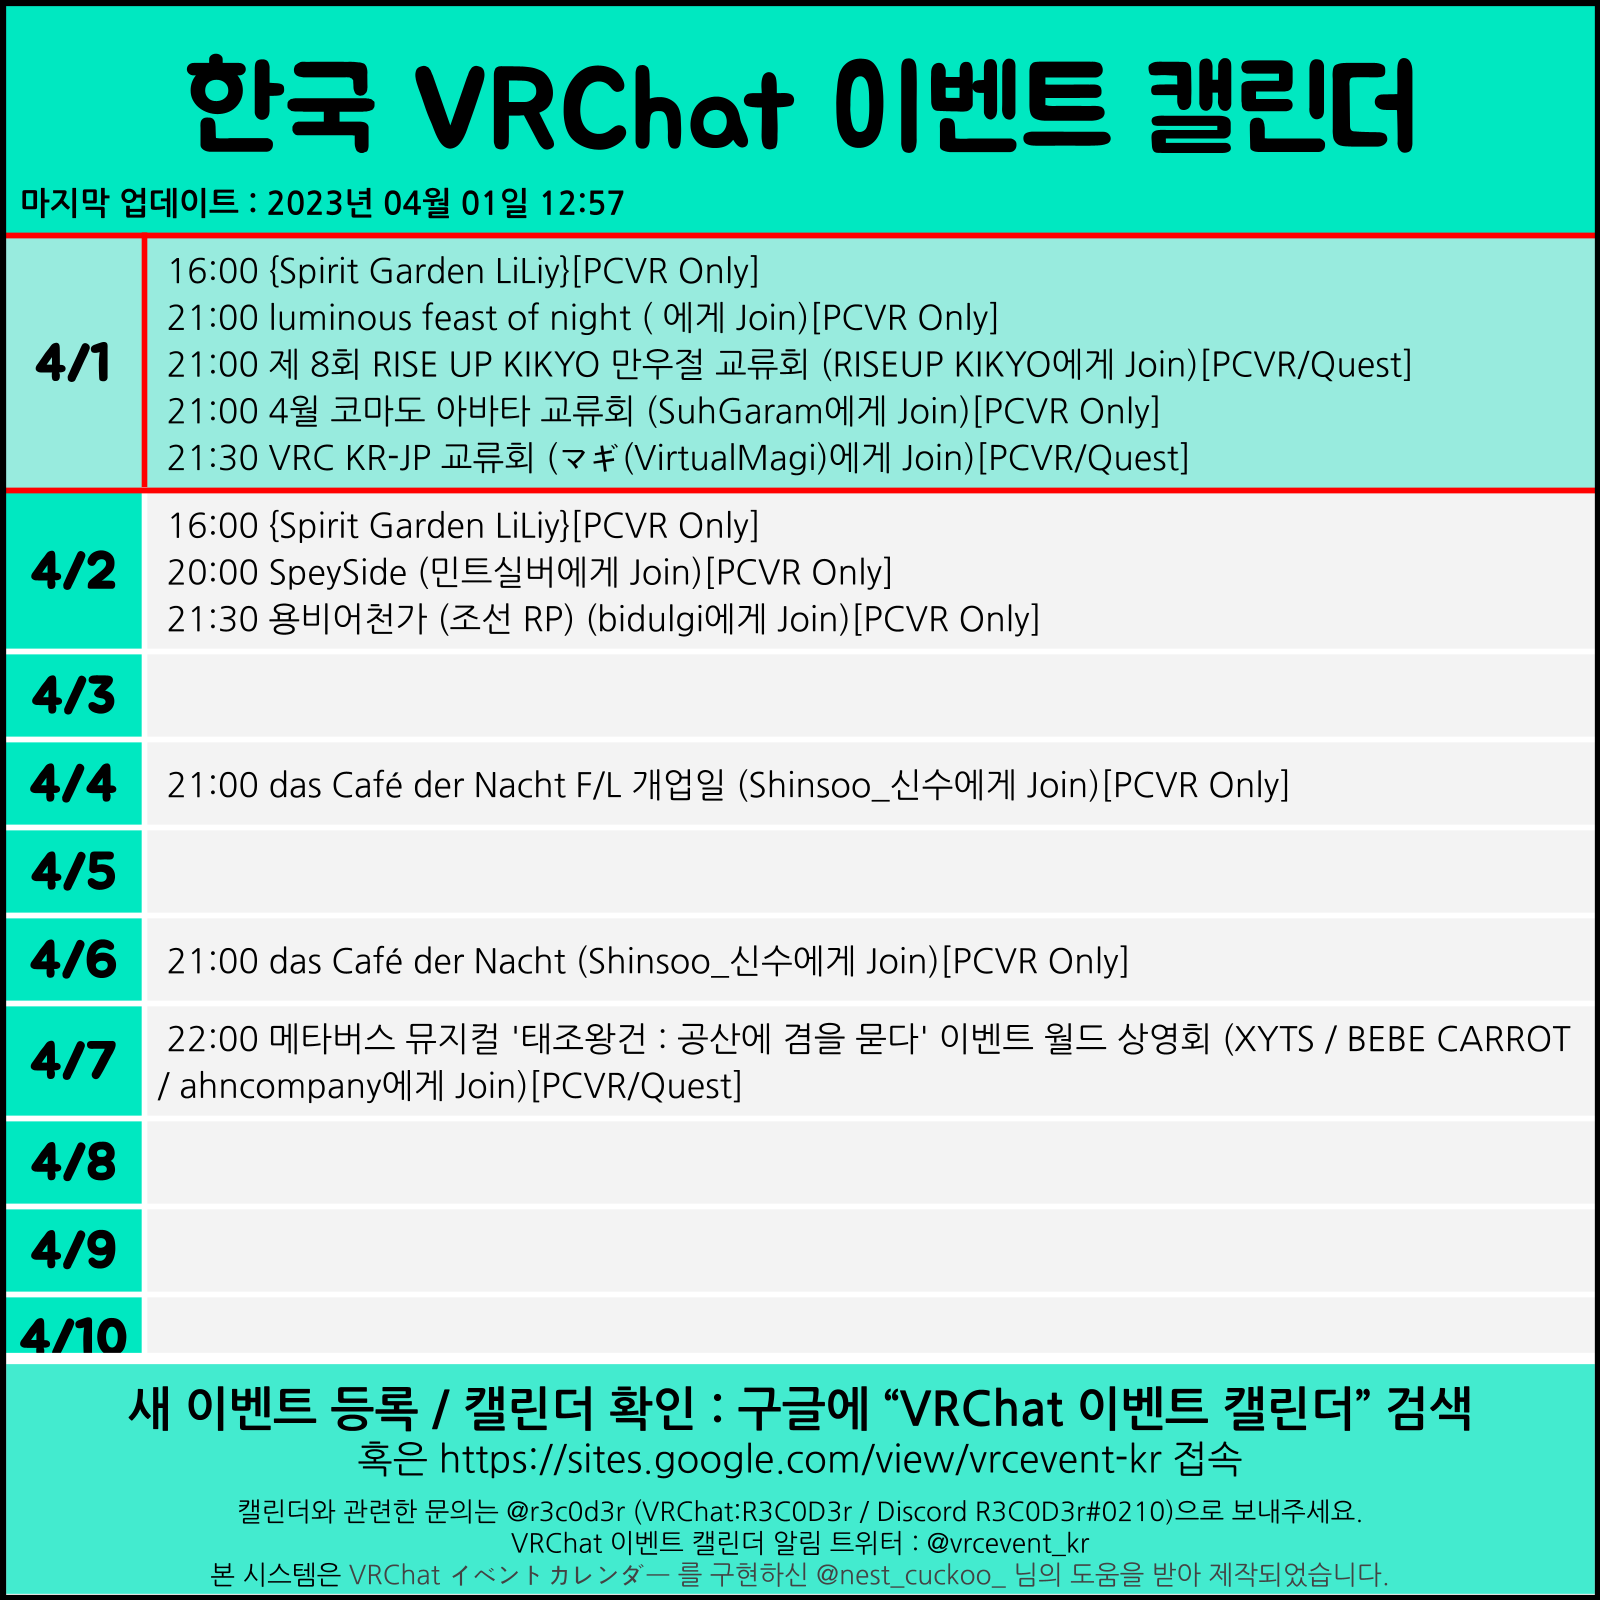 한국 VRChat 이벤트 캘린더
마지막 업데이트 : 2023년 04월 01일 12:57
4/1
16:00 {Spirit Garden LiLiy}[PCVR Only]
21:00 luminous feast of night ( 에게 Join)[PCVR Only]
21:00 제 8회 RISE UP KIKYO 만우절 교류회 (RISEUP KIKYO에게 Join)[PCVR/Quest]
21:00 4월 코마도 아바타 교류회 (SuhGaram에게 Join)[PCVR Only]
21:30 VRC KR-JP 교류회 (マギ(VirtualMagi)에게 Join)[PCVR/Quest]
4/2
16:00 {Spirit Garden LiLiy}[PCVR Only]
20:00 SpeySide (민트실버에게 Join)[PCVR Only]
21:30 용비어천가 (조선 RP) (bidulgi에게 Join)[PCVR Only]
4/3
4/4
21:00 das Café der Nacht F/L 개업일 (Shinsoo_신수에게 Join)[PCVR Only]
4/5
4/6
21:00 das Café der Nacht (Shinsoo_신수에게 Join)[PCVR Only]
4/7
22:00 메타버스 뮤지컬 '태조왕건 : 공산에 겸을 묻다' 이벤트 월드 상영회 (XYTS / BEBE CARROT
/ ahncompany에게 Join)[PCVR/Quest]
4/8
4/9
4/10
새 이벤트 등록 / 캘린더 확인 : 구글에 “VRChat 이벤트 캘린더” 검색
혹은 https://sites.google.com/view/vrcevent-kr 접속
캘린더와 관련한 문의는 @r3c0d3r (VRChat:R3C0D3r / Discord R3C0D3r#0210)으로 보내주세요.
VRChat 이벤트 캘린더 알림 트위터 : @vrcevent_kr
본 시스템은 VRChat イベントカレンダー 를 구현하신 @nest_cuckoo_ 님의 도움을 받아 제작되었습니다.